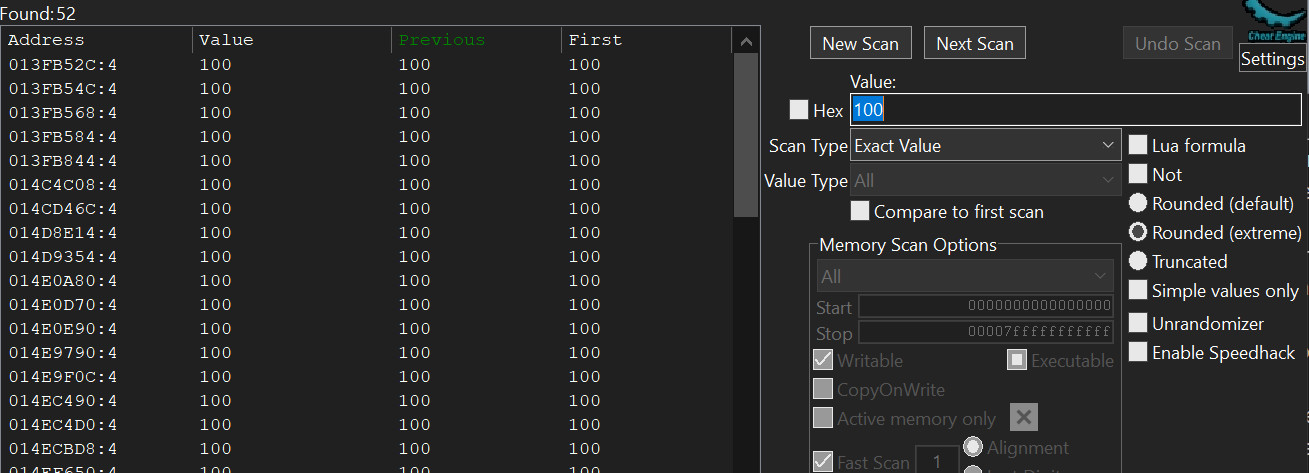 Found:52
Address Value Previous First
013FB52C:4 100 100 100
013FB54C:4 100 100 100
013FB568:4 100 100 100
013FB584:4 100 100 100
013FB844:4 100 100 100
014C4C08:4 100 100 100
014CD46C:4 100 100 100
014D8E14:4 100 100 100
014D9354:4 100 100 100
014E0A80:4 100 100 100
014E0D70:4 100 100 100
014E0E90:4 100 100 100
014E9790:4 100 100 100
014E9F0C:4 100 100 100
014EC490:4 100 100 100
014EC4D0:4 100 100 100
014ECBD8:4 100 100 100
100 100 100
New Scan Next Scan Undo Scan
Cheat Engine
Settings
Value:
Hex 100
Scan Type Exact Value
Value Type All
Compare to first scan
Lua formula
Not
Rounded (default)
Rounded (extreme)
Truncated
Simple values only
Unrandomizer
Enable Speedhack
Memory Scan Options
All
Start 0000000000000000
Stop 00007fffffffffff
Writable Executable
CopyOnWrite
Active memory only
Fast Scan 1 Alignment